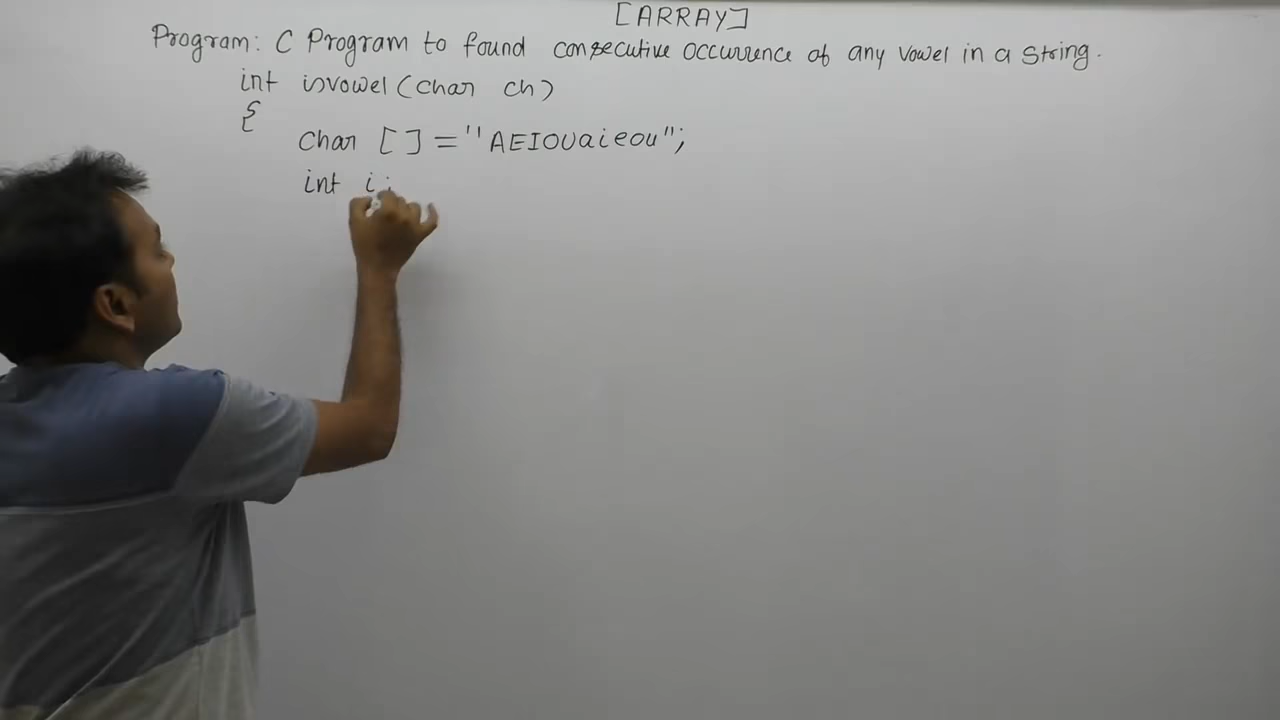 [ARRAY]
Program: C Program to found consecutive occurrence of any vowel in a string.
int isvowel(char ch)
{
char []="AEIOUaieou";
int i;